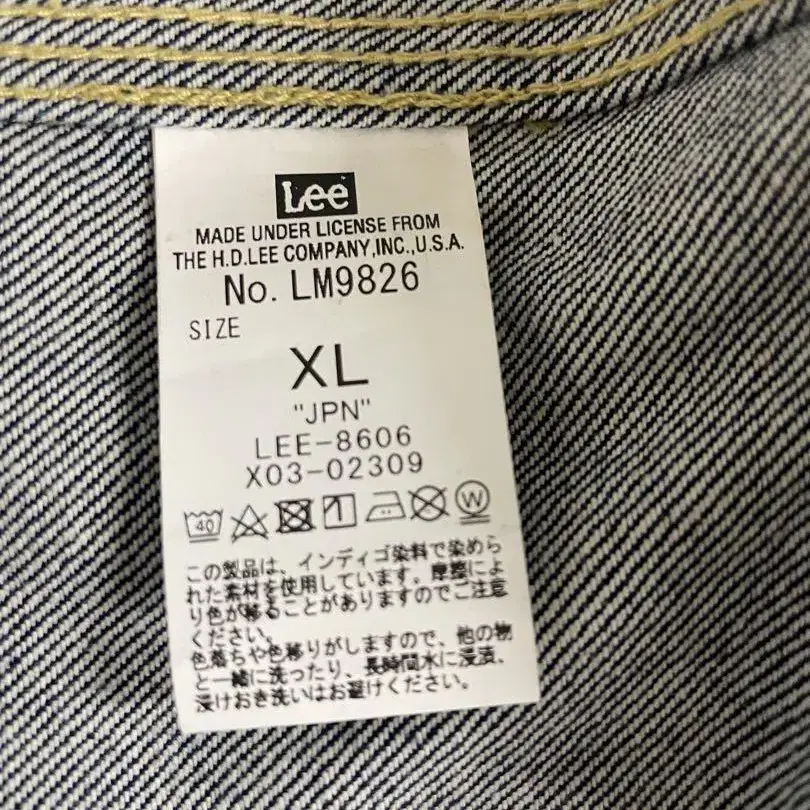 Lee
MADE UNDER LICENSE FROM
THE H.D.LEE COMPANY,INC.,U.S.A.
No. LM9826
SIZE
XL
"JPN"
LEE-8606
X03-02309
40 W
この製品は、インディゴ染料で染めら
れた素材を使用しています。摩擦によ
り色が移ることがありますのでご注意
ください。
色落ちや色移りがしますので、他の物
と一緒に洗ったり、長時間水に浸漬、
浸けおき洗いはお避けください。